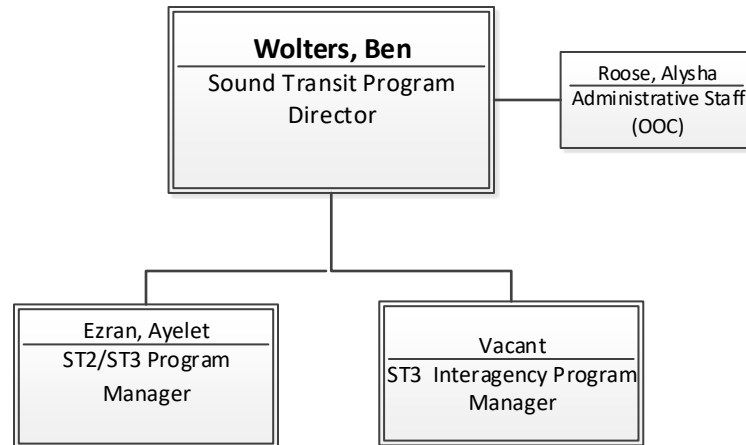 Wolters, Ben
Sound Transit Program
Director
Roose, Alysha
Administrative Staff
(OOC)
Ezran, Ayelet
ST2/ST3 Program
Manager
Vacant
ST3 Interagency Program
Manager